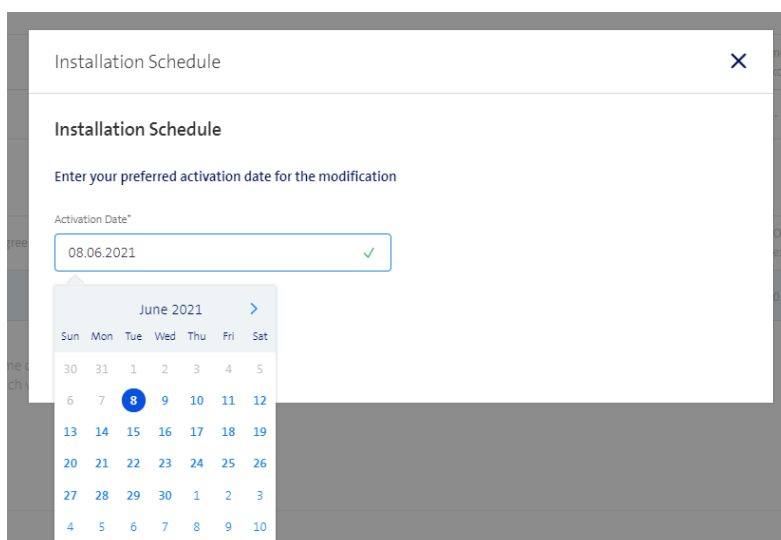 Installation Schedule
Installation Schedule
Enter your preferred activation date for the modification
Activation Date*
gree
08.06.2021
June 2021
Sun Mon Tue Wed Thu Fri Sat
30 31 1 2 3 4 5
6 7 8 9 10 11 12
13 14 15 16 17 18 19
20 21 22 23 24 25 26
27 28 29 30 1 2 3
4 5 6 7 8 9 10